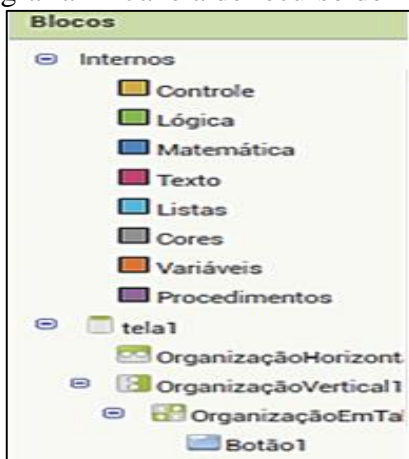 Blocos
Internos
Controle
Lógica
Matemática
Texto
Listas
Cores
Variáveis
Procedimentos
tela1
OrganizaçãoHorizont
OrganizaçãoVertical1
OrganizaçãoEmTa
Botão1